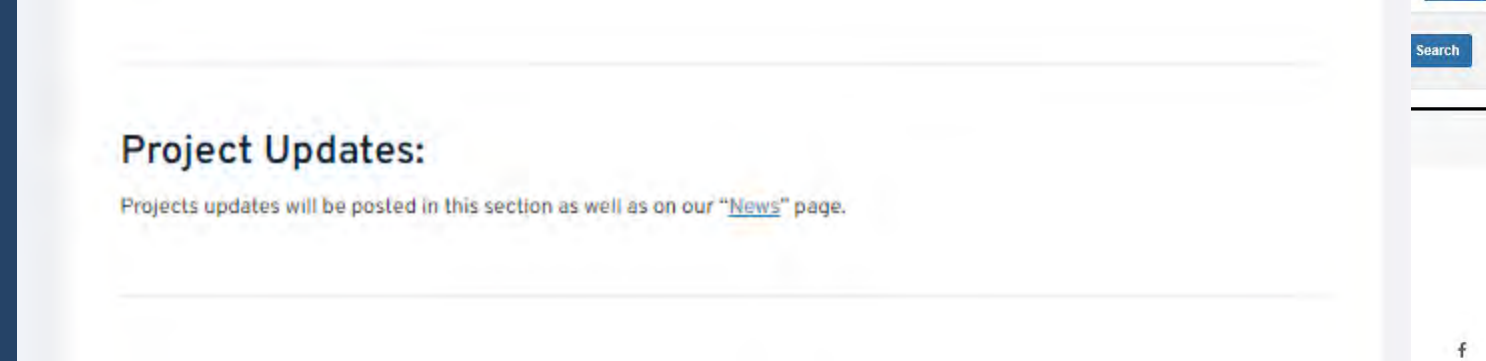 Search
Project Updates:
Projects updates will be posted in this section as well as on our “News” page.
f